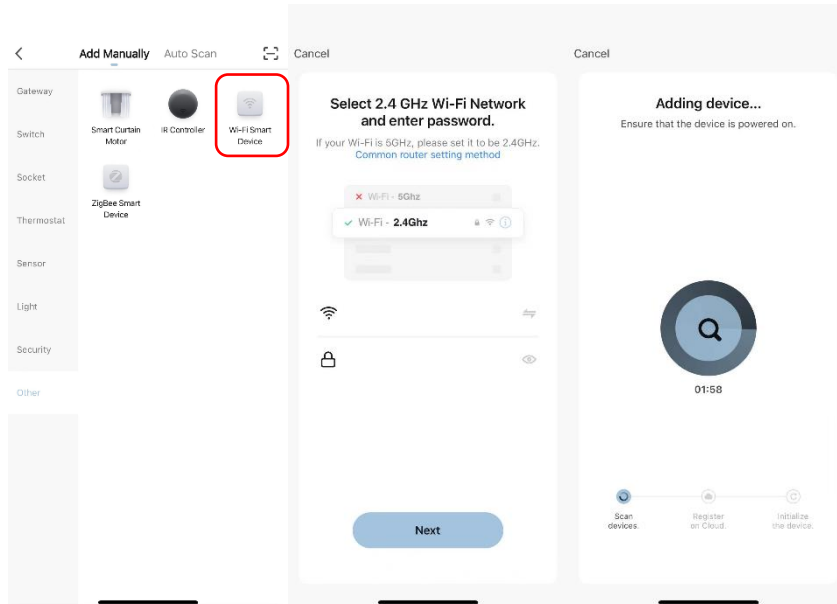 Add Manually
Auto Scan
Gateway
Switch
Socket
Thermostat
Sensor
Light
Security
Other
Smart Curtain
Motor
IR Controller
Wi-Fi Smart
Device
ZigBee Smart
Device
Cancel
Select 2.4 GHz Wi-Fi Network
and enter password.
If your Wi-Fi is 5GHz, please set it to be 2.4GHz.
Common router setting method
Wi-Fi - 5Ghz
Wi-Fi - 2.4Ghz
Next
Cancel
Adding device...
Ensure that the device is powered on.
01:58
Scan
devices.
Register
on Cloud.
Initialize
the device.